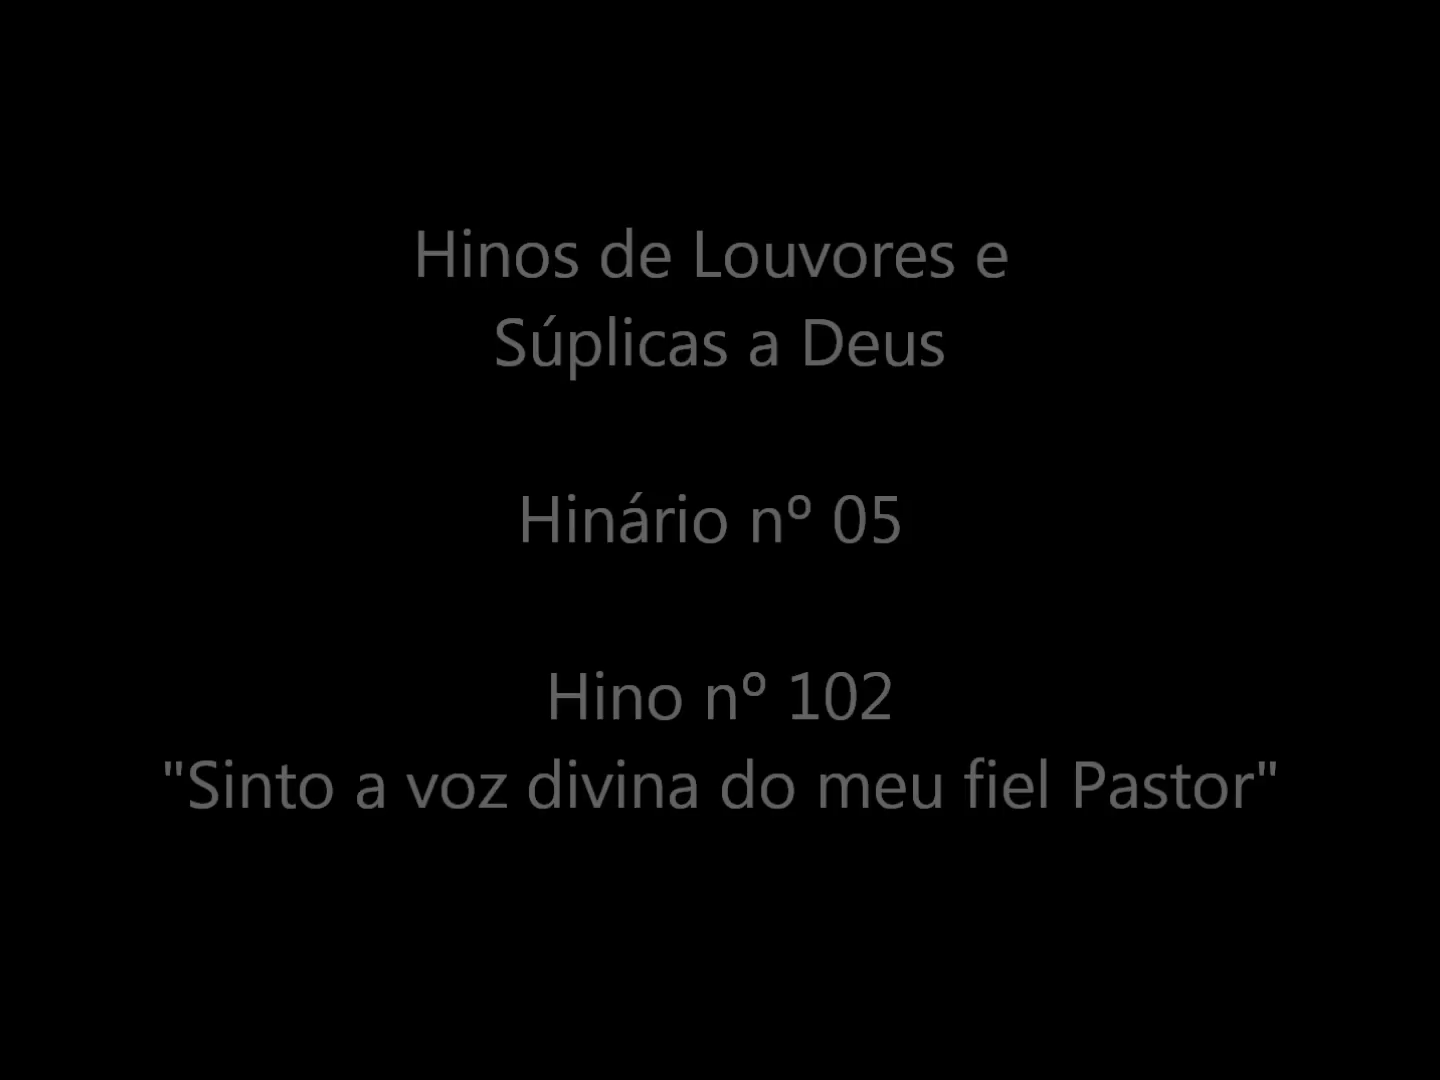 Hinos de Louvores e
Súplicas a Deus
Hinário nº 05
Hino nº 102
"Sinto a voz divina do meu fiel Pastor"